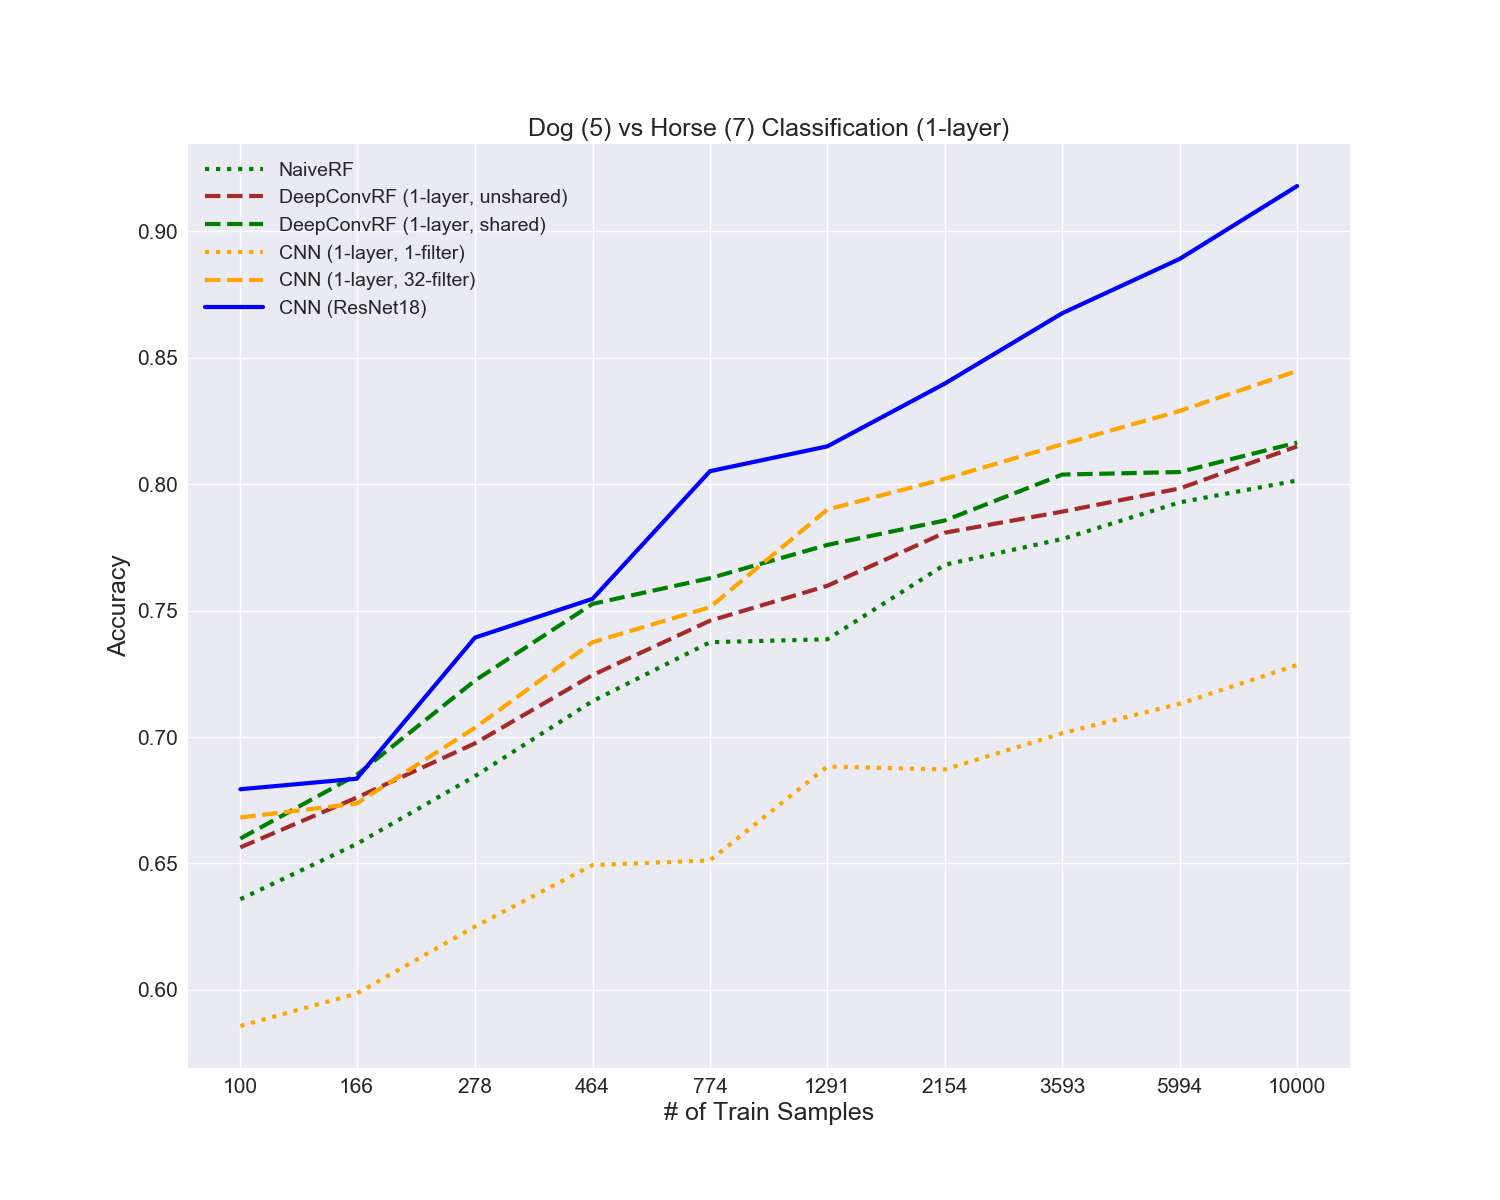 Dog (5) vs Horse (7) Classification (1-layer)
NaiveRF
DeepConvRF (1-layer, unshared)
DeepConvRF (1-layer, shared)
CNN (1-layer, 1-filter)
CNN (1-layer, 32-filter)
CNN (ResNet18)
0.90
0.85
0.80
0.75
0.70
0.65
0.60
Accuracy
100 166 278 464 774 1291 2154 3593 5994 10000
# of Train Samples